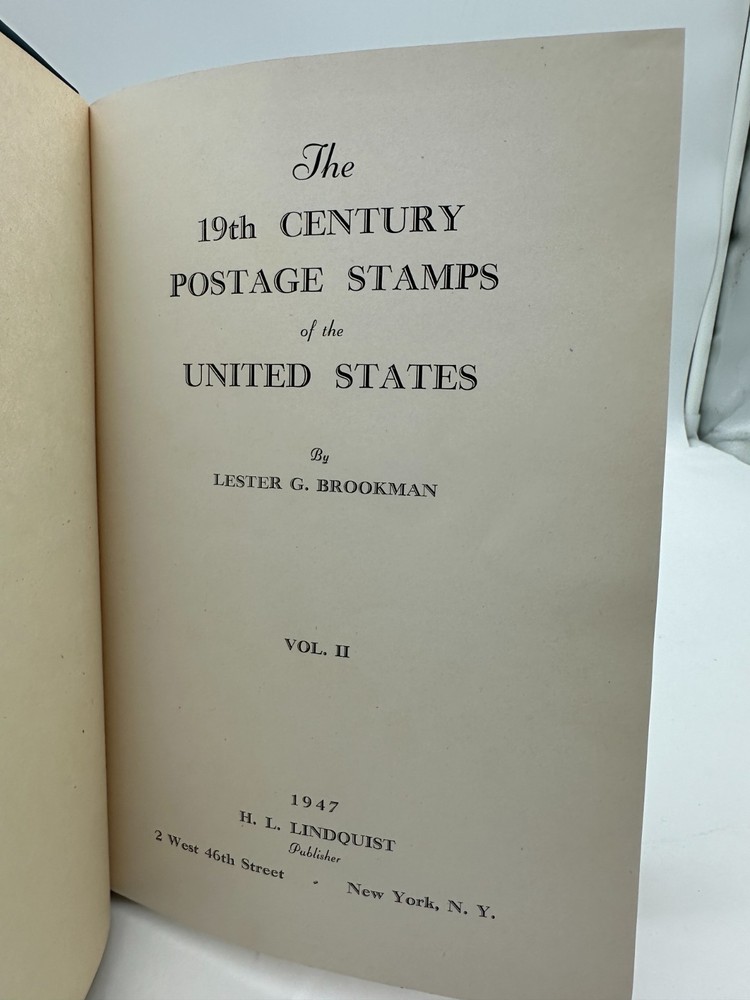 The
19th CENTURY
POSTAGE STAMPS
of the
UNITED STATES
By
LESTER G. BROOKMAN
VOL. II
1947
H. L. LINDQUIST
Publisher
2 West 46th Street - New York, N. Y.